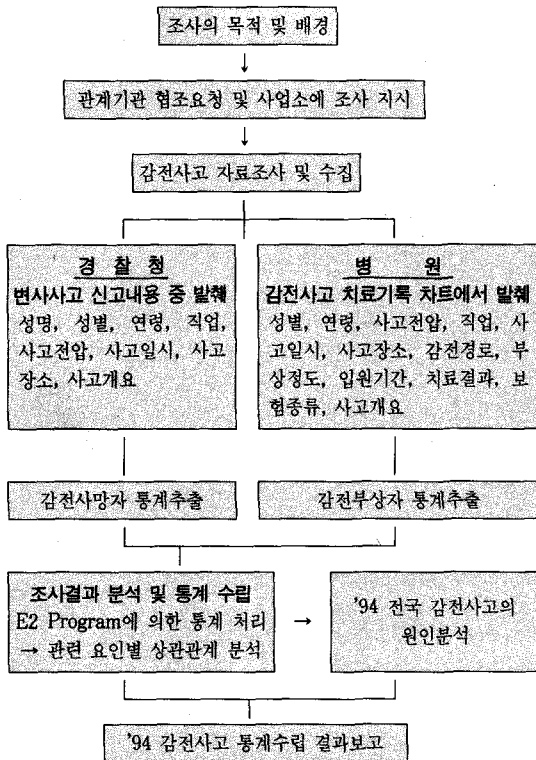 조사의 목적 및 배경
↓
관계기관 협조요청 및 사업소에 조사 지시
↓
감전사고 자료조사 및 수집
경 찰 청
변사사고 신고내용 중 발췌
성명, 성별, 연령, 직업,
사고전압, 사고일시, 사고
장소, 사고개요
병 원
감전사고 치료기록 차트에서 발췌
성별, 연령, 사고전압, 직업, 사
고일시, 사고장소, 감전경로, 부
상정도, 입원기간, 치료결과, 보
험종류, 사고개요
감전사망자 통계추출
감전부상자 통계추출
조시결과 분석 및 통계 수립
E2 Program에 의한 통계 처리
→ 관련 요인별 상관관계 분석
→
'94 전국 감전사고의
원인분석
'94 감전사고 통계수립 결과보고